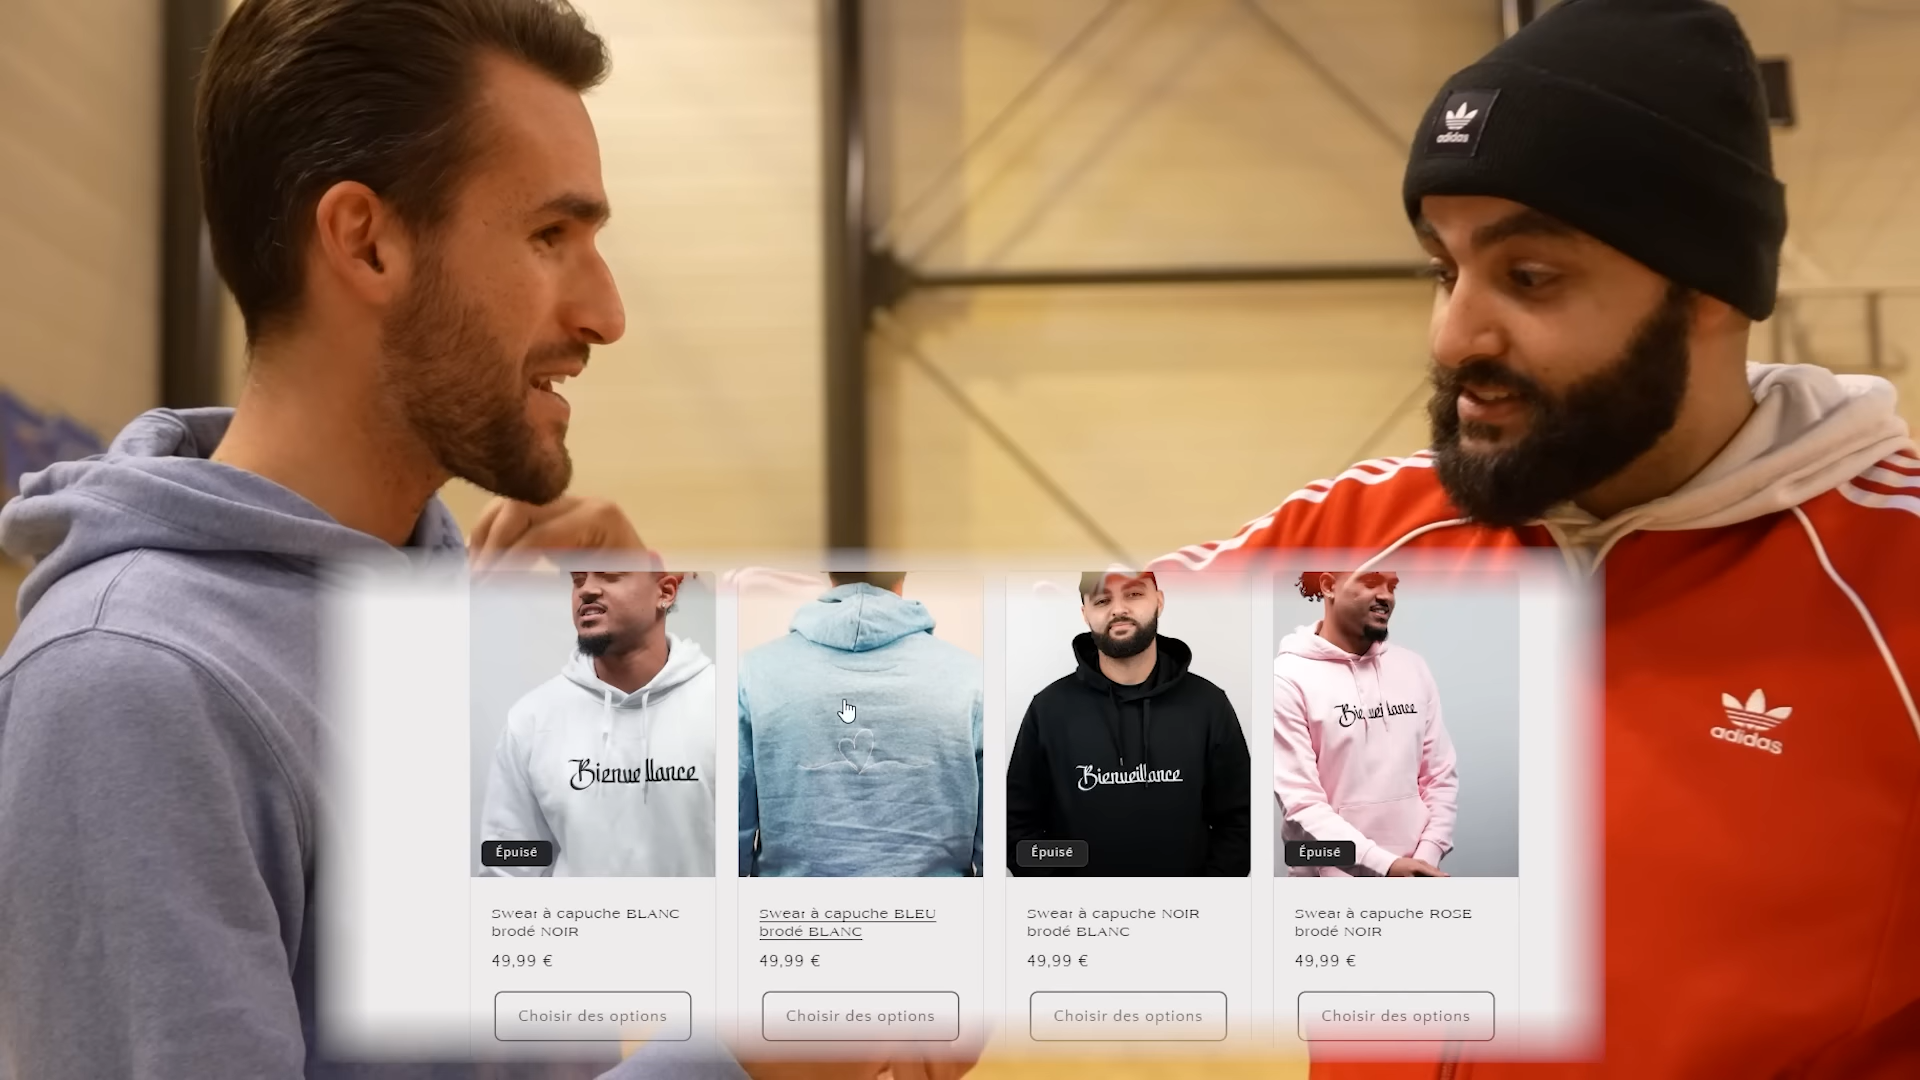 adidas
adidas
Bienveillance
Bienveillance
Bienveillance
Épuisé
Épuisé
Épuisé
Swear à capuche BLANC
brodé NOIR
49,99 €
Choisir des options
Swear à capuche BLEU
brodé BLANC
49,99 €
Choisir des options
Swear à capuche NOIR
brodé BLANC
49,99 €
Choisir des options
Swear à capuche ROSE
brodé NOIR
49,99 €
Choisir des options